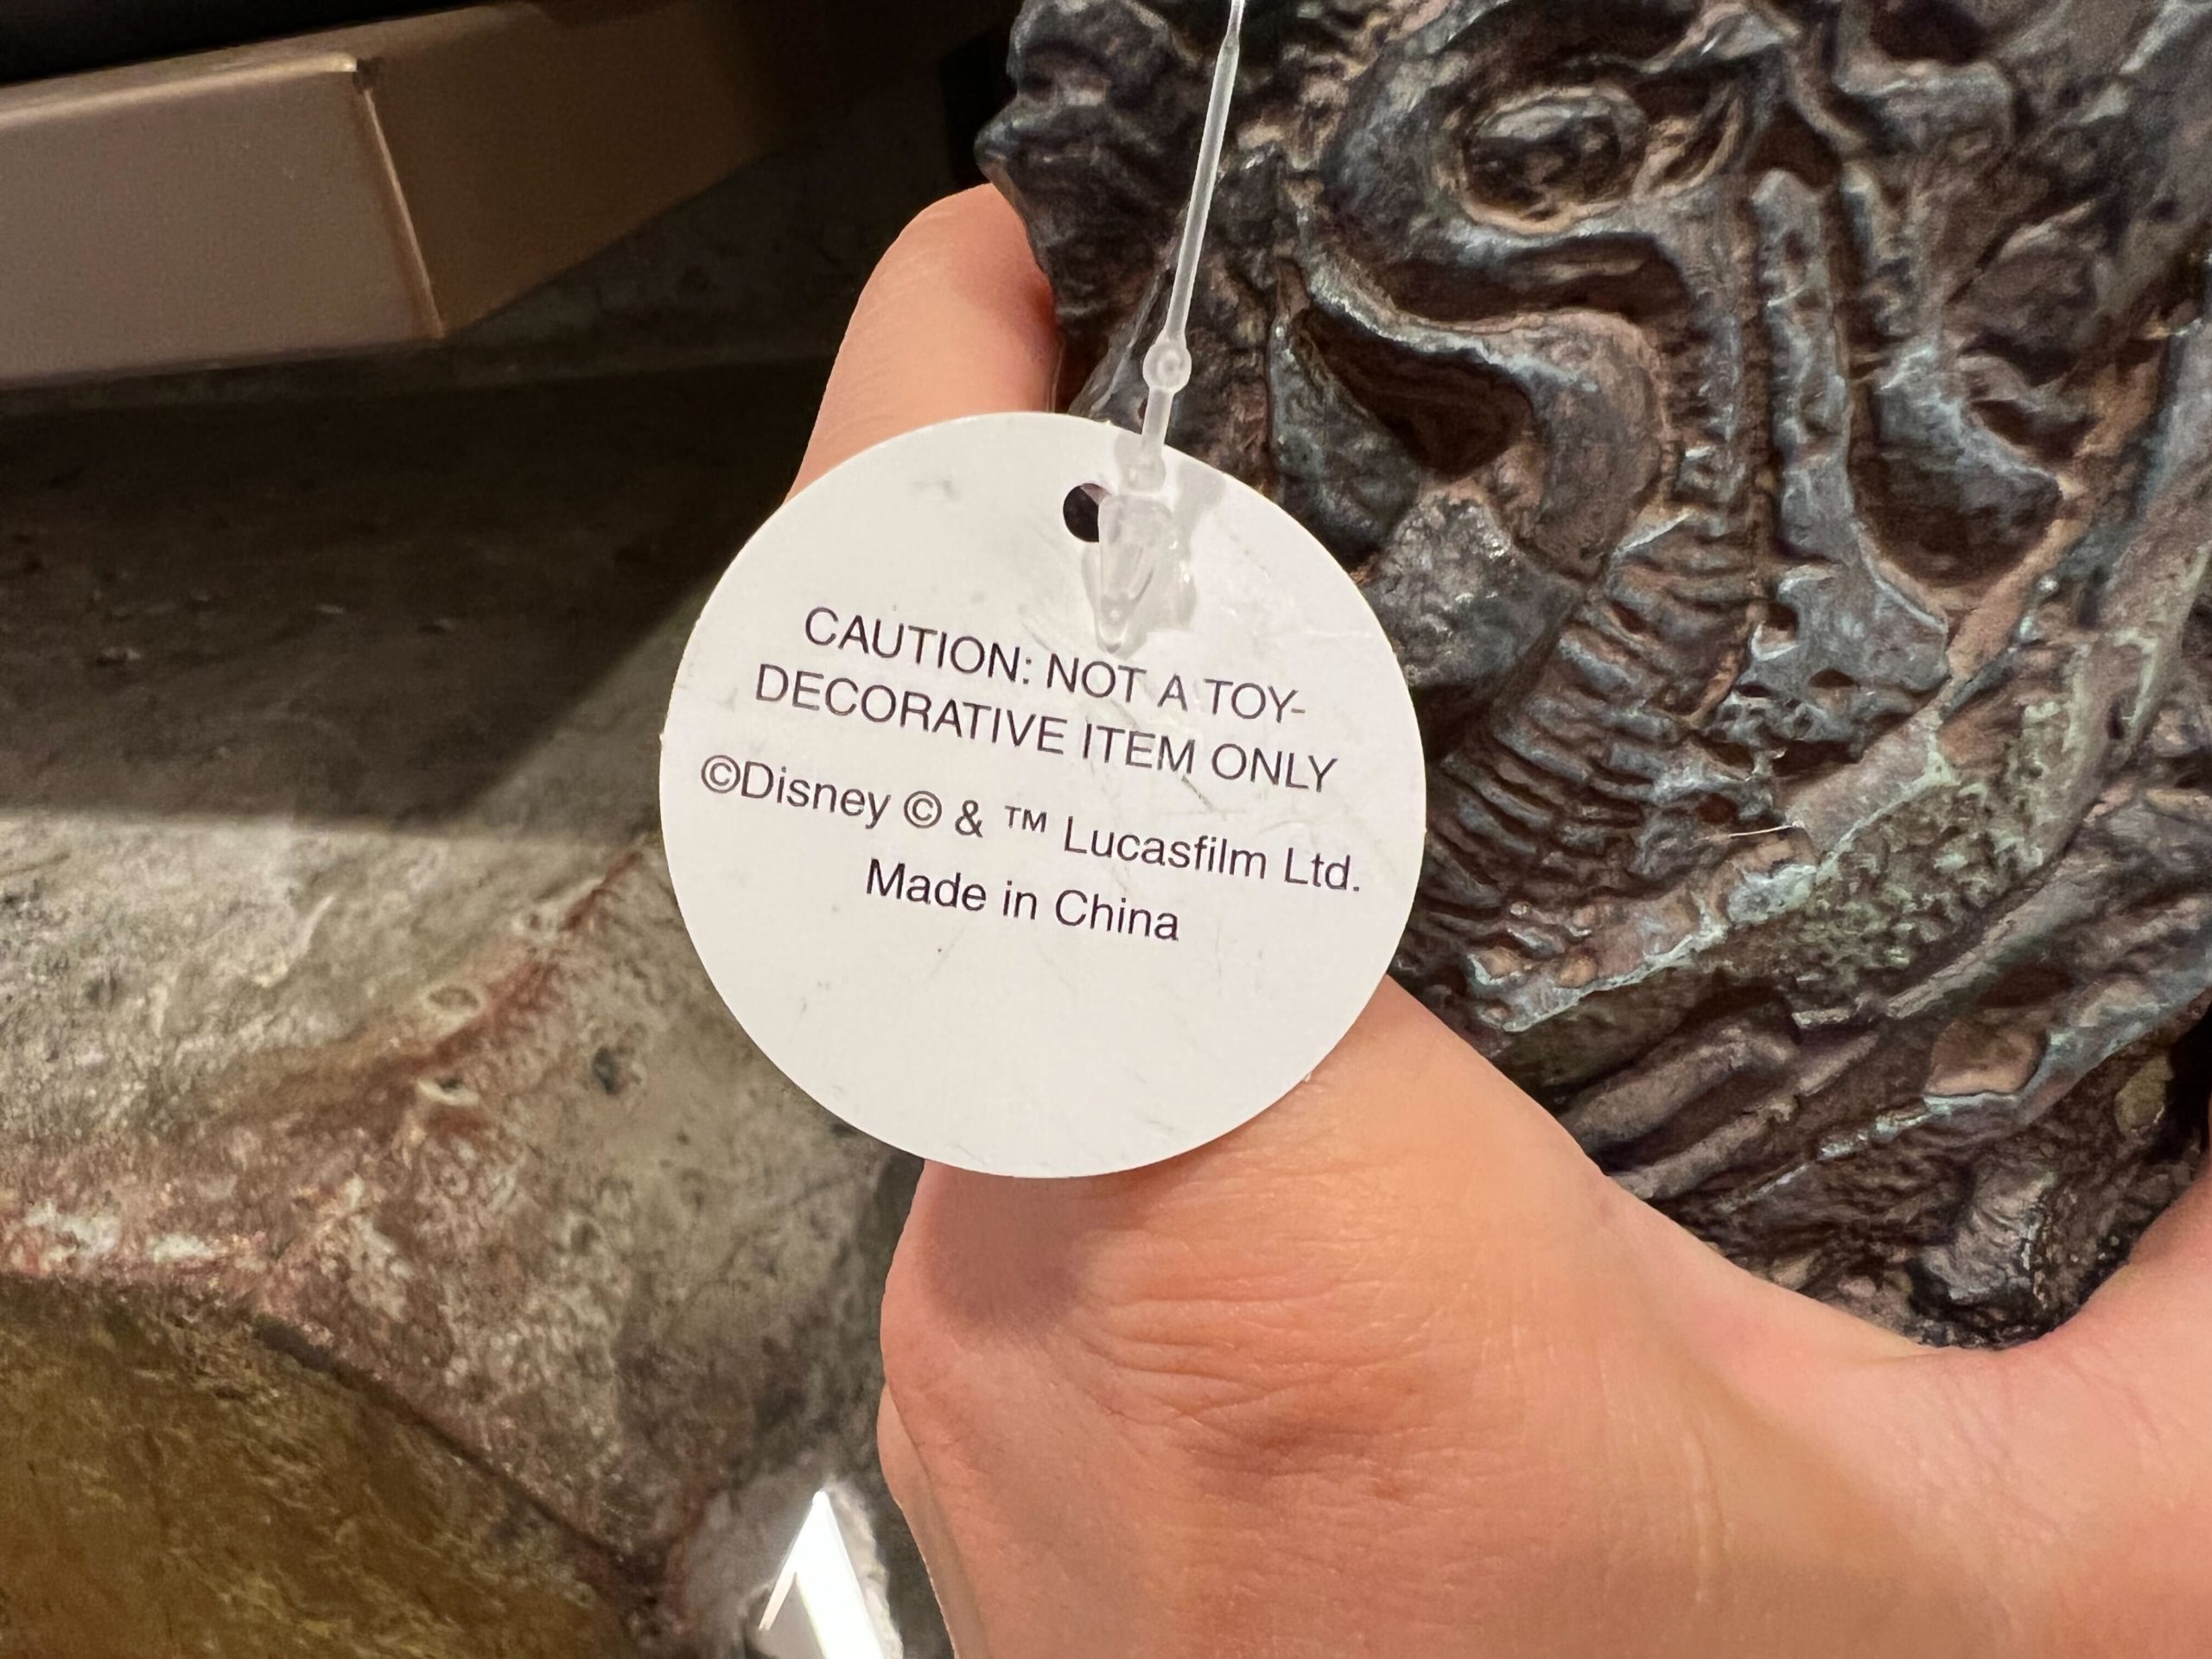 CAUTION: NOT A TOY-
DECORATIVE ITEM ONLY
©Disney © & ™ Lucasfilm Ltd.
Made in China